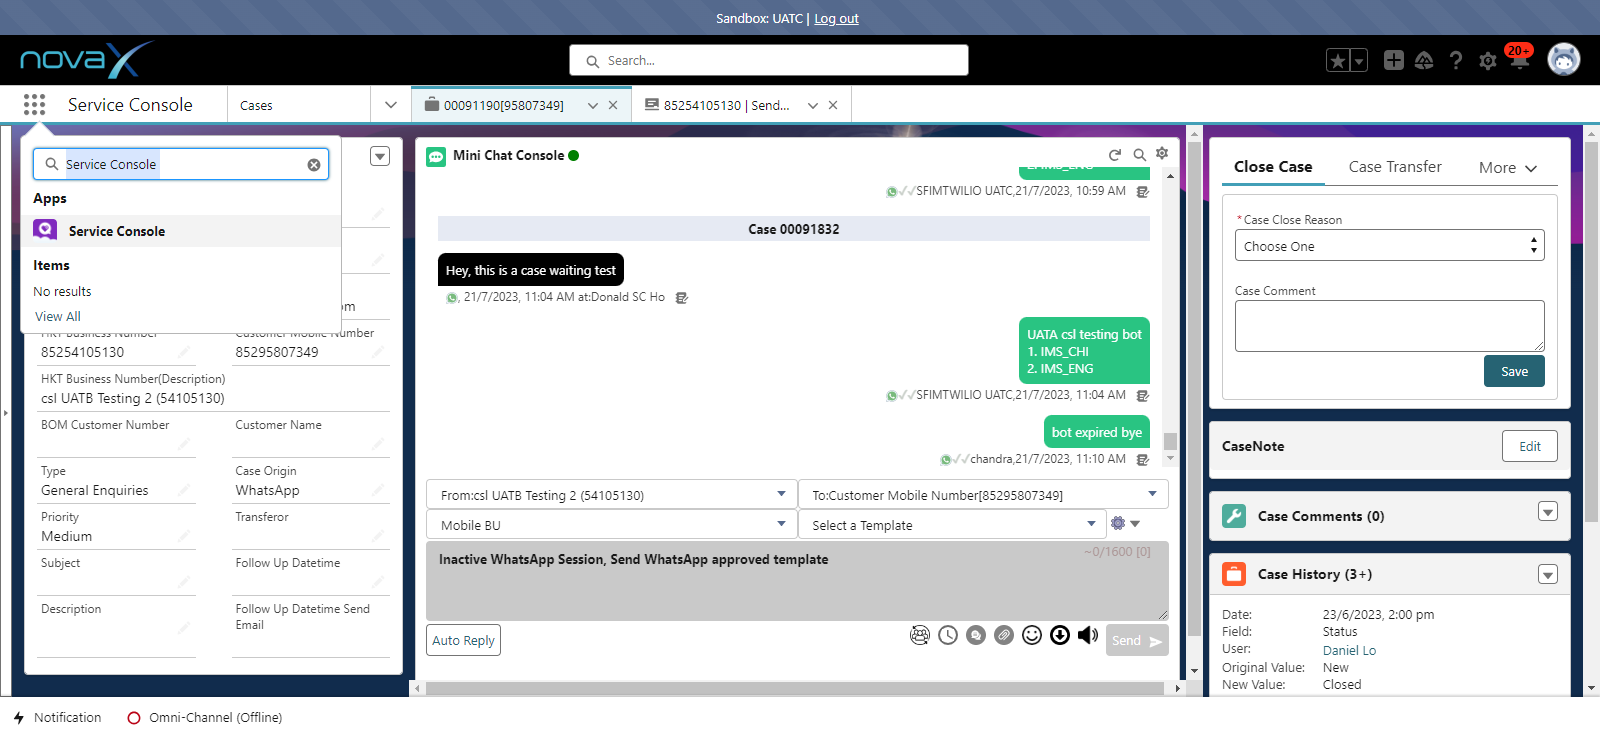 Sandbox: UATC | Log out
novaX
Search...
20+
Service Console
Cases
00091190[95807349]
85254105130 | Send...
Service Console
Apps
Service Console
Items
No results
View All
om
HKT Business Number
Customer Mobile Number
85254105130
85295807349
HKT Business Number(Description)
csl UATB Testing 2 (54105130)
BOM Customer Number
Customer Name
Type
Case Origin
General Enquiries
WhatsApp
Priority
Transferor
Medium
Subject
Follow Up Datetime
Description
Follow Up Datetime Send
Email
Mini Chat Console
2. IMS_ENG
SFIMTWILIO UATC,21/7/2023, 10:59 AM
Case 00091832
Hey, this is a case waiting test
, 21/7/2023, 11:04 AM at:Donald SC Ho
UATA csl testing bot
1. IMS_CHI
2. IMS_ENG
SFIMTWILIO UATC,21/7/2023, 11:04 AM
bot expired bye
chandra,21/7/2023, 11:10 AM
From:csl UATB Testing 2 (54105130)
To:Customer Mobile Number[85295807349]
Mobile BU
Select a Template
~0/1600 [0]
Inactive WhatsApp Session, Send WhatsApp approved template
Auto Reply
Send
Close Case
Case Transfer
More
*Case Close Reason
Choose One
Case Comment
Save
CaseNote
Edit
Case Comments (0)
Case History (3+)
Date:
23/6/2023, 2:00 pm
Field:
Status
User:
Daniel Lo
Original Value:
New
New Value:
Closed
Notification
Omni-Channel (Offline)